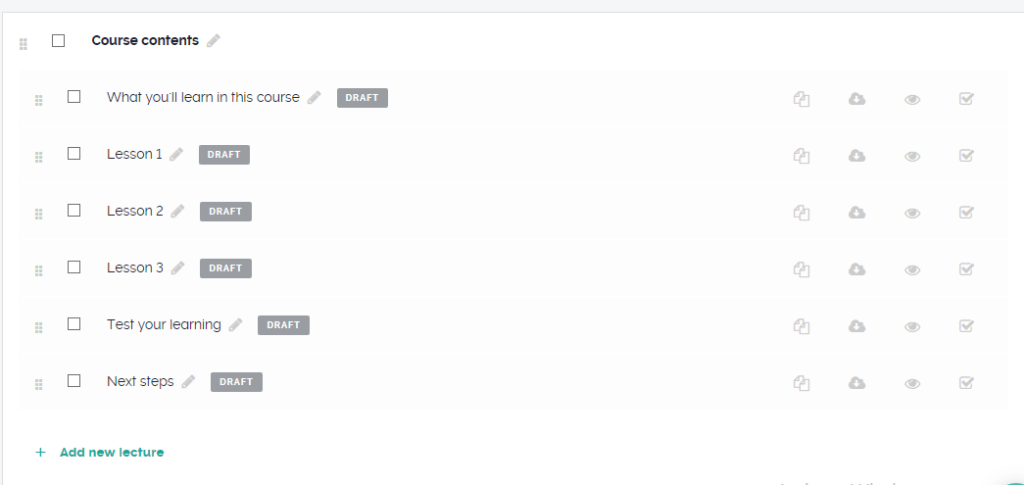 Course contents
What you'll learn in this course DRAFT
Lesson 1 DRAFT
Lesson 2 DRAFT
Lesson 3 DRAFT
Test your learning DRAFT
Next steps DRAFT
+ Add new lecture